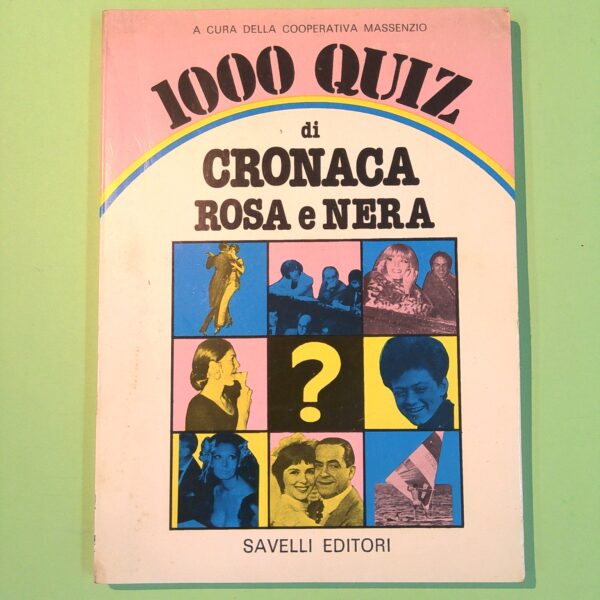 A CURA DELLA COOPERATIVA MASSENZIO
1000 QUIZ
di
CRONACA
ROSA e NERA
?
SAVELLI EDITORI